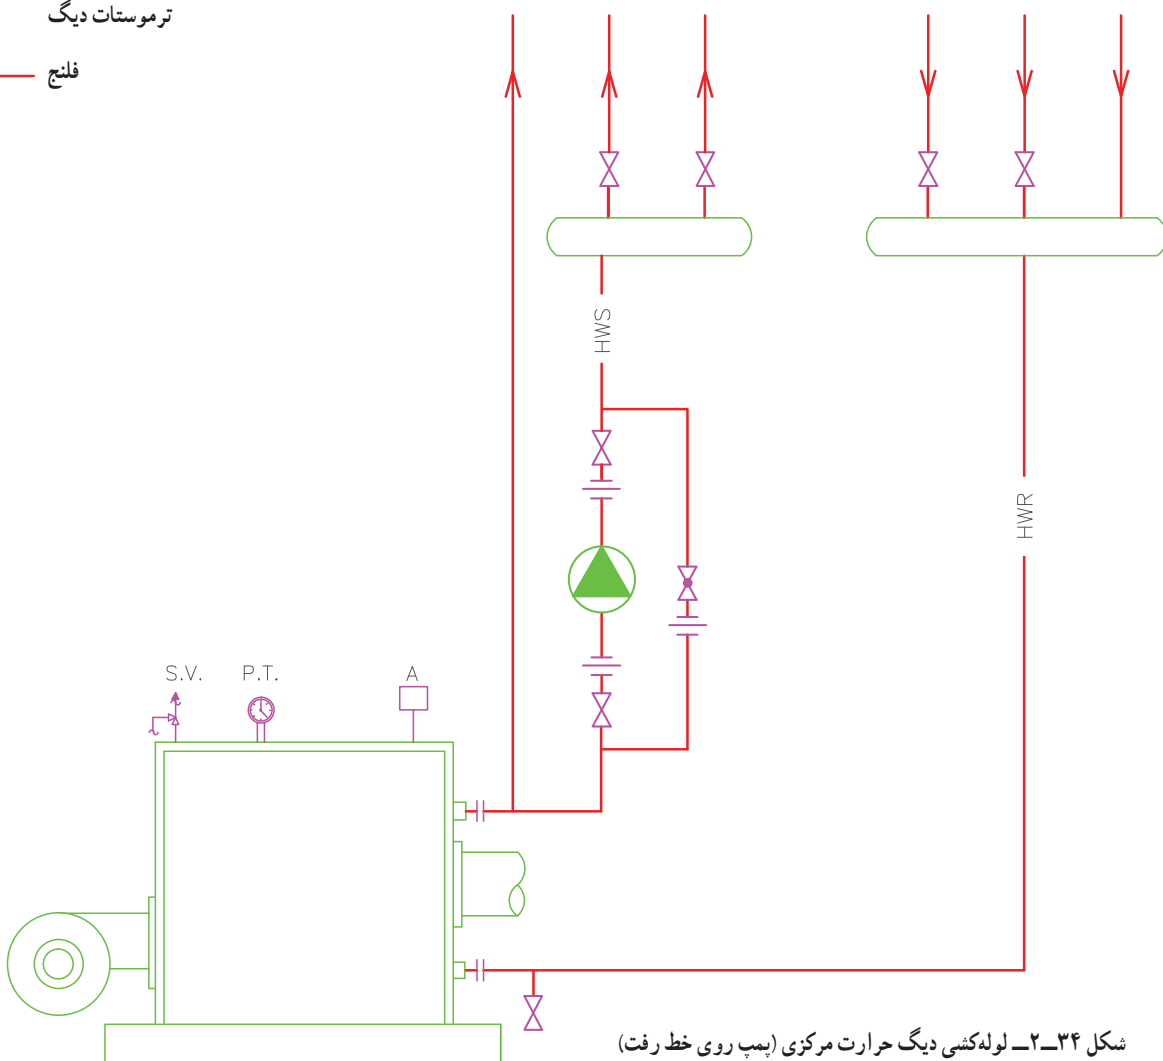 ترموستات دیگ
فلنج
HWS
HWR
S.V.
P.T.
A
شکل ۳۴ــ۲ــ لوله‌کشی دیگ حرارت مرکزی (پمپ روی خط رفت)